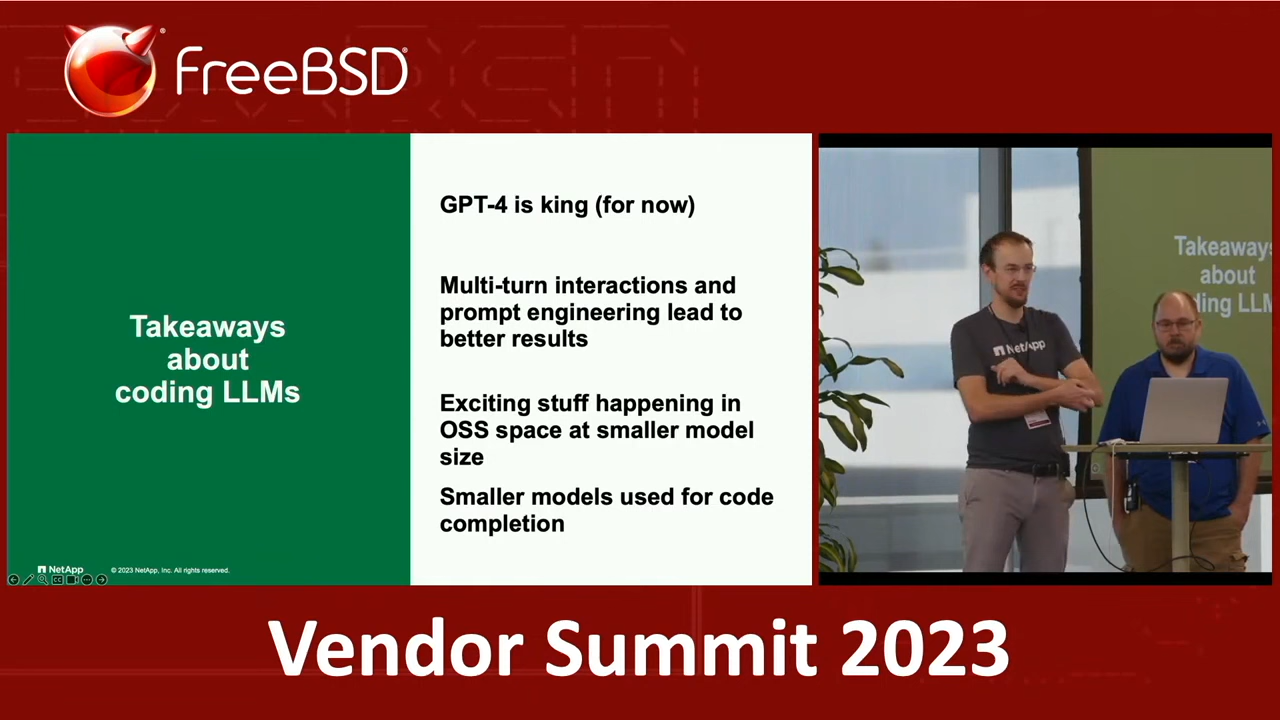 FreeBSD®
Takeaways
about
coding LLMs
GPT-4 is king (for now)
Multi-turn interactions and
prompt engineering lead to
better results
Exciting stuff happening in
OSS space at smaller model
size
Smaller models used for code
completion
NetApp
© 2023 NetApp, Inc. All rights reserved.
Takeaways
about
ding LLM
NetApp
Vendor Summit 2023